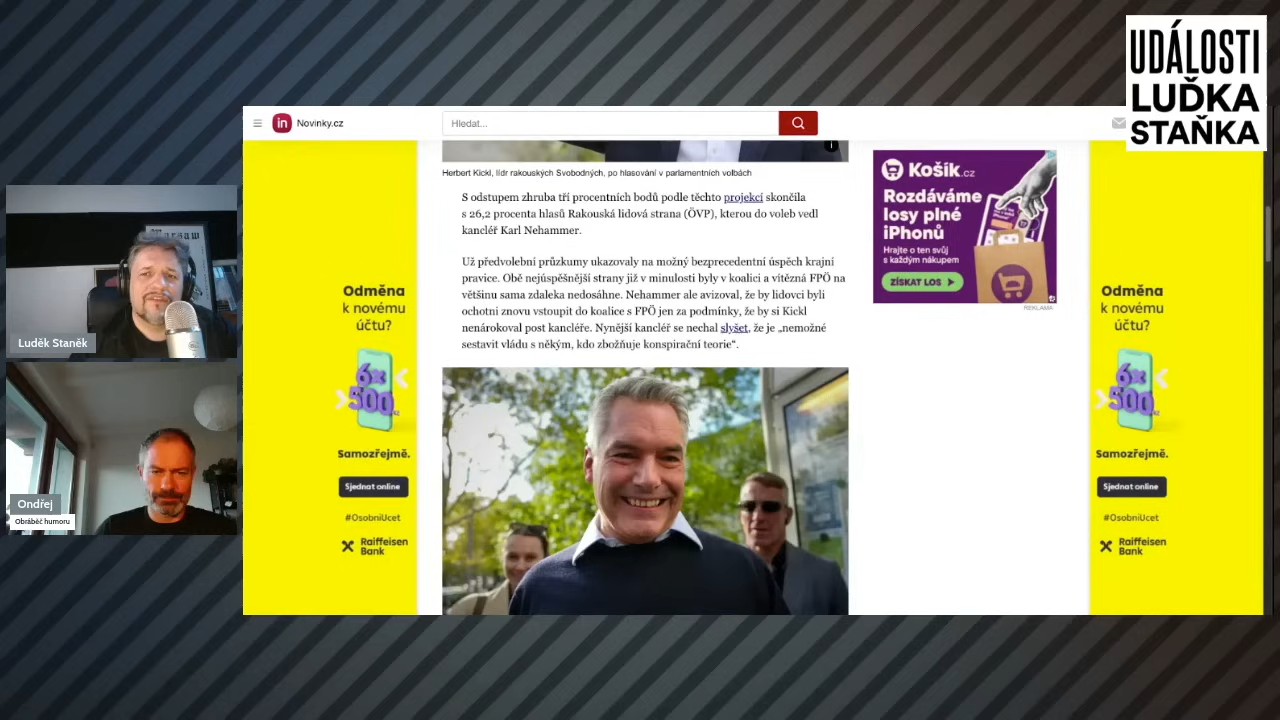 UDÁLOSTI
LUĎKA
STAŇKA
in Novinky.cz
Hledat...
Herbert Kickl, lídr rakouských Svobodných, po hlasování v parlamentních volbách
S odstupem zhruba tří procentních bodů podle těchto projekcí skončila
s 26,2 procenta hlasů Rakouská lidová strana (ÖVP), kterou do voleb vedl
kancléř Karl Nehammer.
Už předvolební průzkumy ukazovaly na možný bezprecedentní úspěch krajní
pravice. Obě nejúspěšnější strany již v minulosti byly v koalici a vítězná FPÖ na
většinu sama zdaleka nedosáhne. Nehammer ale avizoval, že by lidovci byli
ochotni znovu vstoupit do koalice s FPÖ jen za podmínky, že by si Kickl
nenárokoval post kancléře. Nynější kancléř se nechal slyšet, že je „nemožné
sestavit vládu s někým, kdo zbožňuje konspirační teorie“.
Košík.cz
Rozdáváme
losy plné
iPhonů
Hrajte o ten svůj
s každým nákupem
ZÍSKAT LOS
REKLAMA
Odměna
k novému
účtu?
6x
500
Kč
Samozřejmě.
Sjednat online
#OsobniUcet
Raiffeisen
Bank
Odměna
k novému
účtu?
6x
500
Kč
Samozřejmě.
Sjednat online
#OsobniUcet
Raiffeisen
Bank
Warsaw
Luděk Staněk
Ondřej
Obráběč humoru